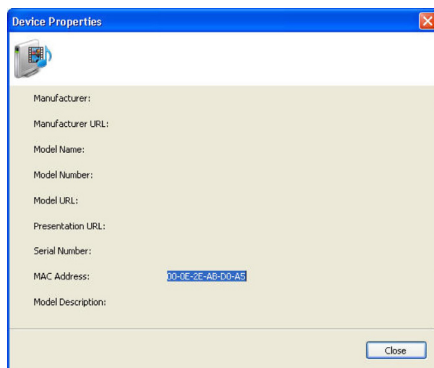 Device Properties
Manufacturer:
Manufacturer URL:
Model Name:
Model Number:
Model URL:
Presentation URL:
Serial Number:
MAC Address: 00-0E-2E-AB-D0-A5
Model Description:
Close